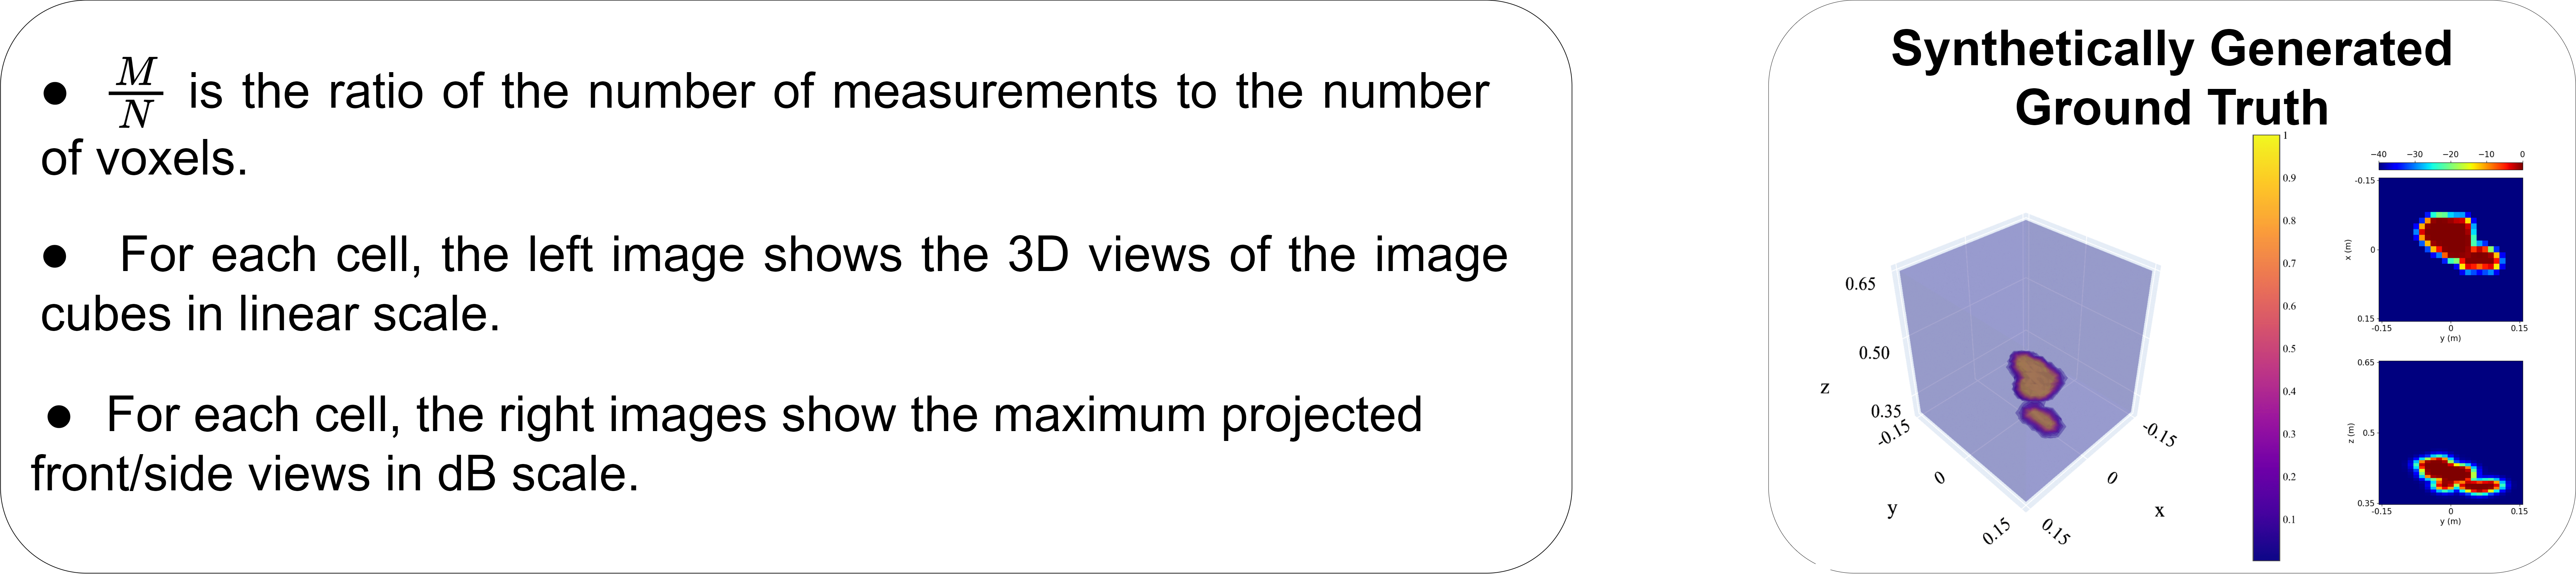 ● M/N is the ratio of the number of measurements to the number
of voxels.
● For each cell, the left image shows the 3D views of the image
cubes in linear scale.
● For each cell, the right images show the maximum projected
front/side views in dB scale.
Synthetically Generated
Ground Truth
0.65
0.50
0.35
z
-0.15
0
0.15
y
-0.15
0
0.15
x
1
0.9
0.8
0.7
0.6
0.5
0.4
0.3
0.2
0.1
−40 −30 −20 −10 0
-0.15
0
0.15
x (m)
-0.15 0 0.15
y (m)
0.65
0.5
0.35
z (m)
-0.15 0 0.15
y (m)